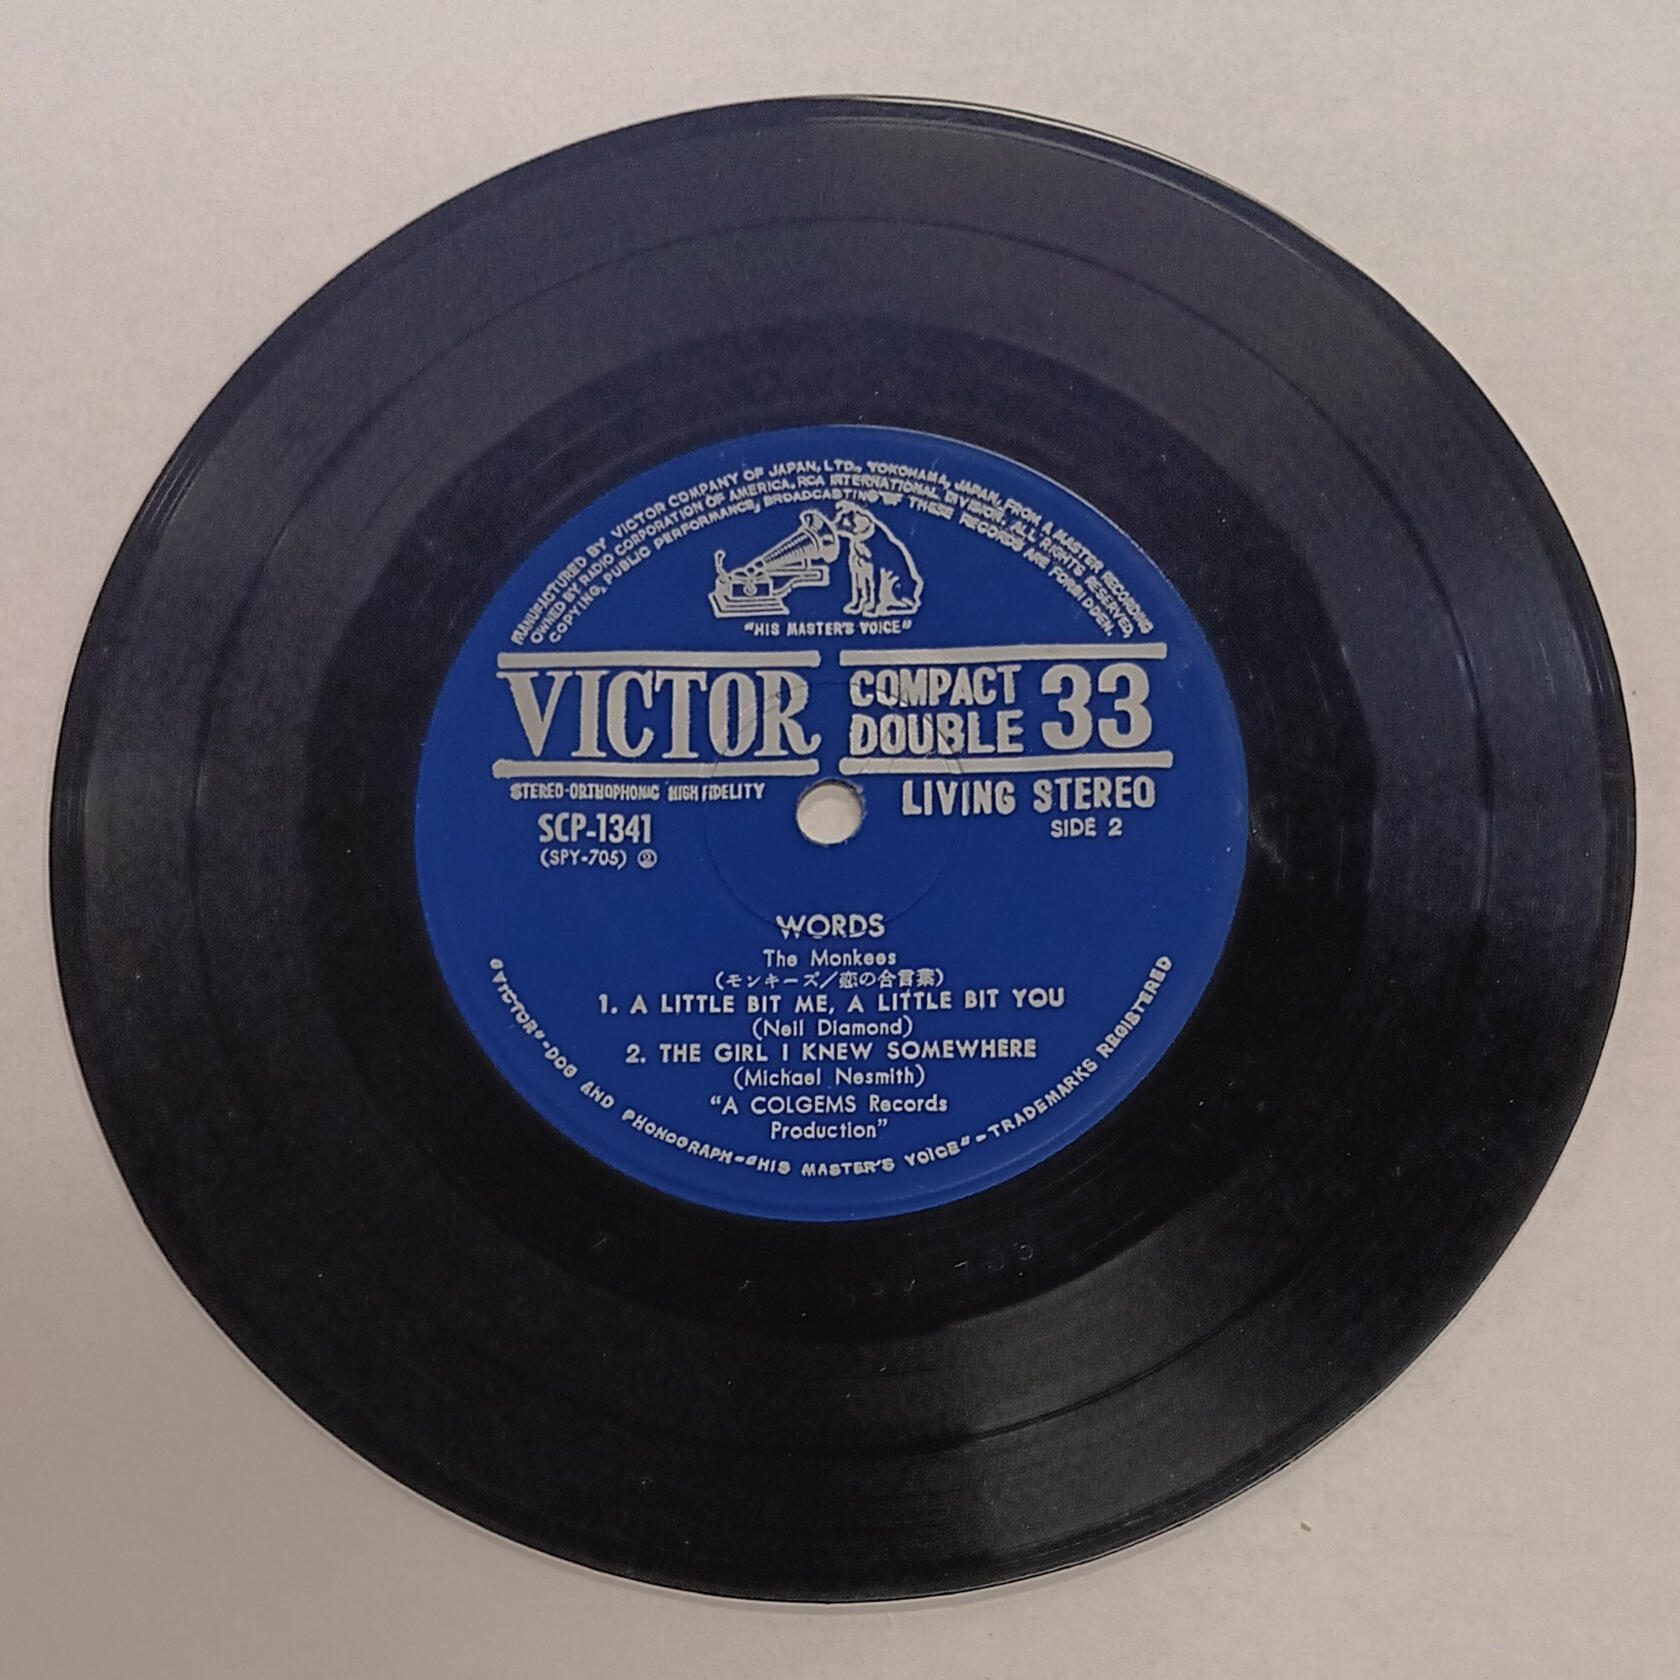 MANUFACTURED BY VICTOR COMPANY OF JAPAN, LTD., YOKOHAMA, JAPAN, FROM A MASTER RECORDING
OWNED BY RADIO CORPORATION OF AMERICA, RCA INTERNATIONAL DIVISION. ALL RIGHTS RESERVED,
COPYING, PUBLIC PERFORMANCE, BROADCASTING OF THESE RECORDS ARE FORBIDDEN.
"HIS MASTER'S VOICE"
VICTOR
COMPACT
DOUBLE 33
STEREO-ORTHOPHONIC HIGH FIDELITY
LIVING STEREO
SCP-1341
SIDE 2
(SPY-705)
WORDS
The Monkees
(モンキーズ/恋の合言葉)
1. A LITTLE BIT ME, A LITTLE BIT YOU
(Neil Diamond)
2. THE GIRL I KNEW SOMEWHERE
(Michael Nesmith)
"A COLGEMS Records
Production"
"VICTOR"-DOG AND PHONOGRAPH-"HIS MASTER'S VOICE"-TRADEMARKS REGISTERED
705